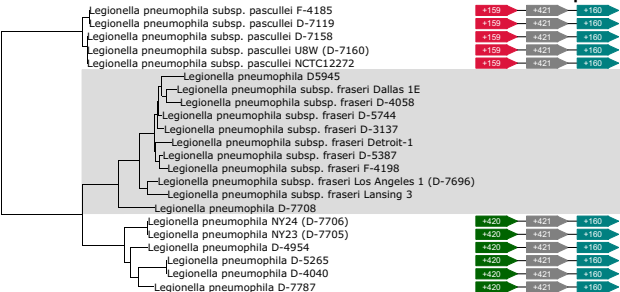 Legionella pneumophila subsp. pascullei F-4185 +159 +421 +160
Legionella pneumophila subsp. pascullei D-7119 +159 +421 +160
Legionella pneumophila subsp. pascullei D-7158 +159 +421 +160
Legionella pneumophila subsp. pascullei U8W (D-7160) +159 +421 +160
Legionella pneumophila subsp. pascullei NCTC12272 +159 +421 +160
Legionella pneumophila D5945
Legionella pneumophila subsp. fraseri Dallas 1E
Legionella pneumophila subsp. fraseri D-4058
Legionella pneumophila subsp. fraseri D-5744
Legionella pneumophila subsp. fraseri D-3137
Legionella pneumophila subsp. fraseri Detroit-1
Legionella pneumophila subsp. fraseri D-5387
Legionella pneumophila subsp. fraseri F-4198
Legionella pneumophila subsp. fraseri Los Angeles 1 (D-7696)
Legionella pneumophila subsp. fraseri Lansing 3
Legionella pneumophila D-7708
Legionella pneumophila NY24 (D-7706) +420 +421 +160
Legionella pneumophila NY23 (D-7705) +420 +421 +160
Legionella pneumophila D-4954 +420 +421 +160
Legionella pneumophila D-5265 +420 +421 +160
Legionella pneumophila D-4040 +420 +421 +160
Legionella pneumophila D-7787 +420 +421 +160